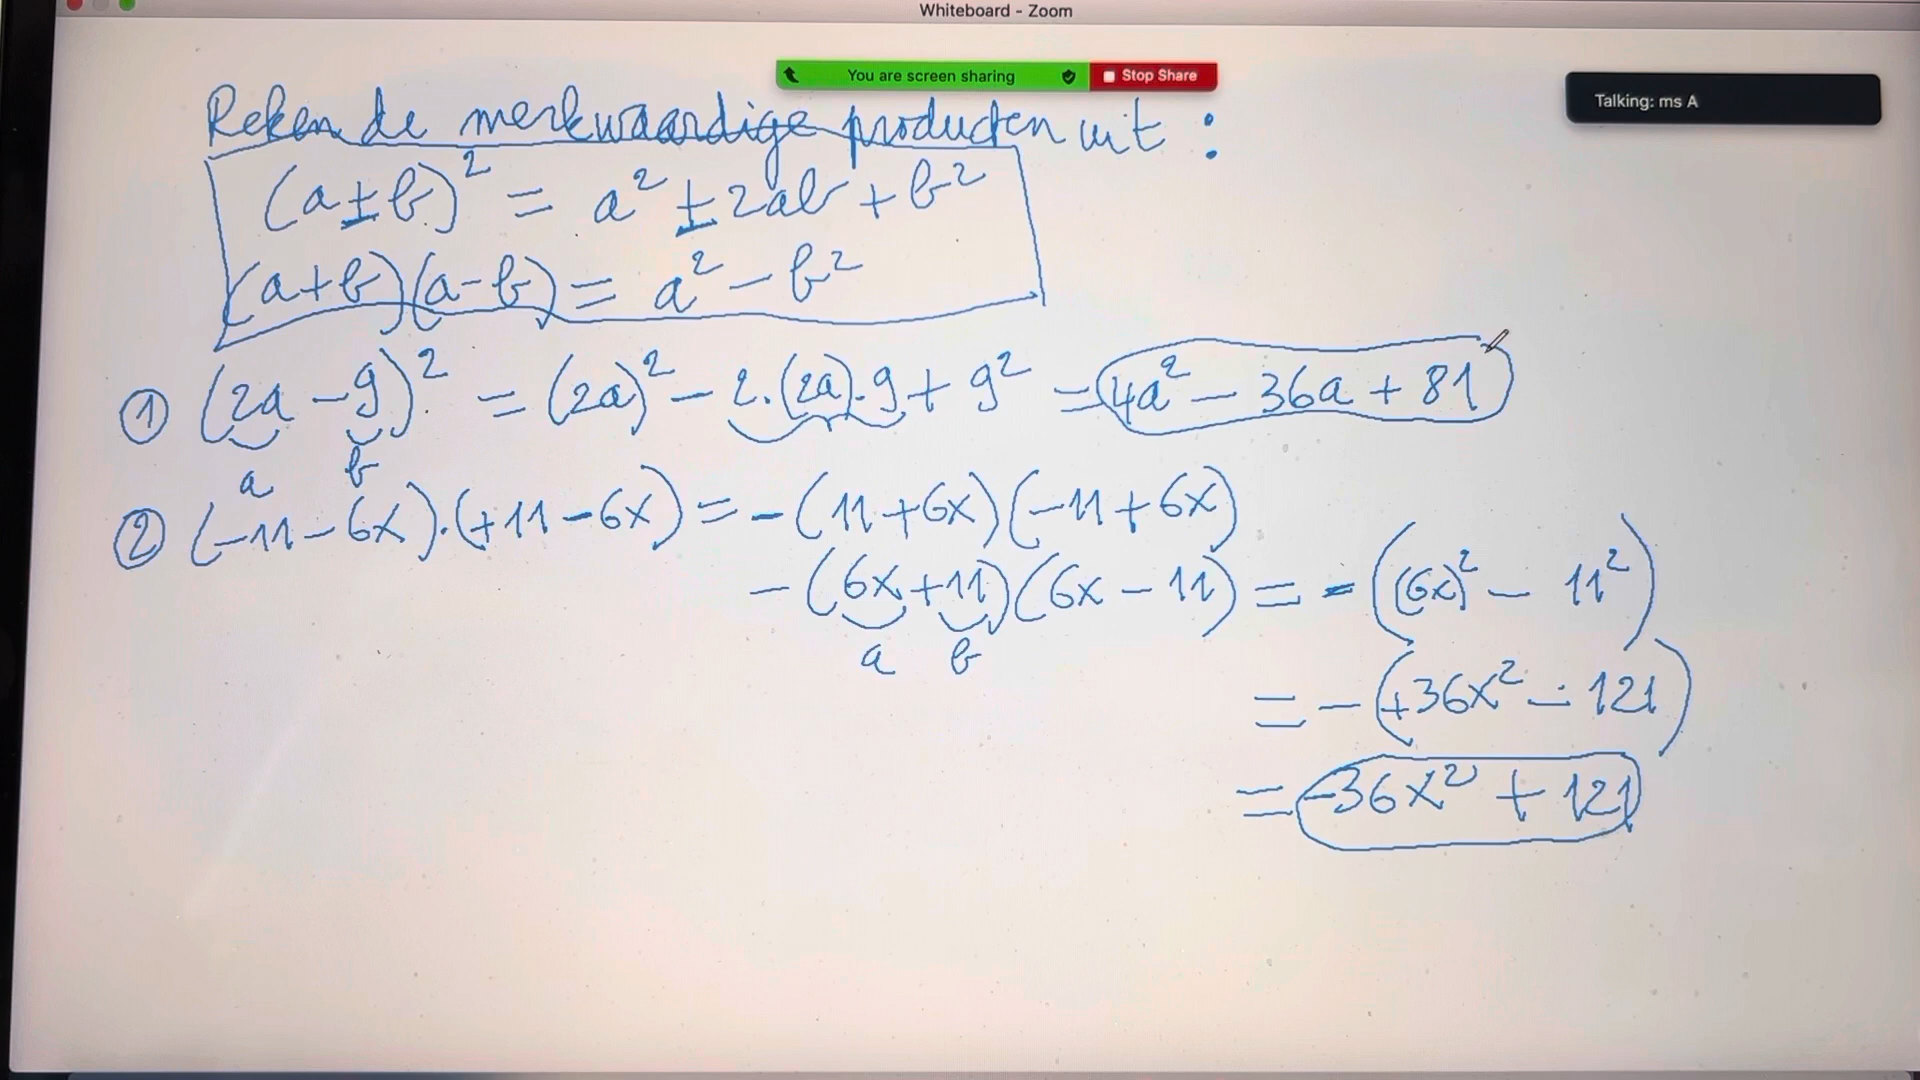 Whiteboard - Zoom
You are screen sharing
Stop Share
Talking: ms A
Reken de merkwaardige producten uit :
(a±b)² = a² ± 2ab + b²
(a+b)(a-b) = a² - b²
① (2a - 9)² = (2a)² - 2.(2a).9 + 9² = 4a² - 36a + 81
a b
② (-11 - 6x).(+11 - 6x) = -(11+6x)(-11+6x)
-(6x+11)(6x-11) = -((6x)² - 11²)
a b
= -(+36x² - 121)
= -36x² + 121